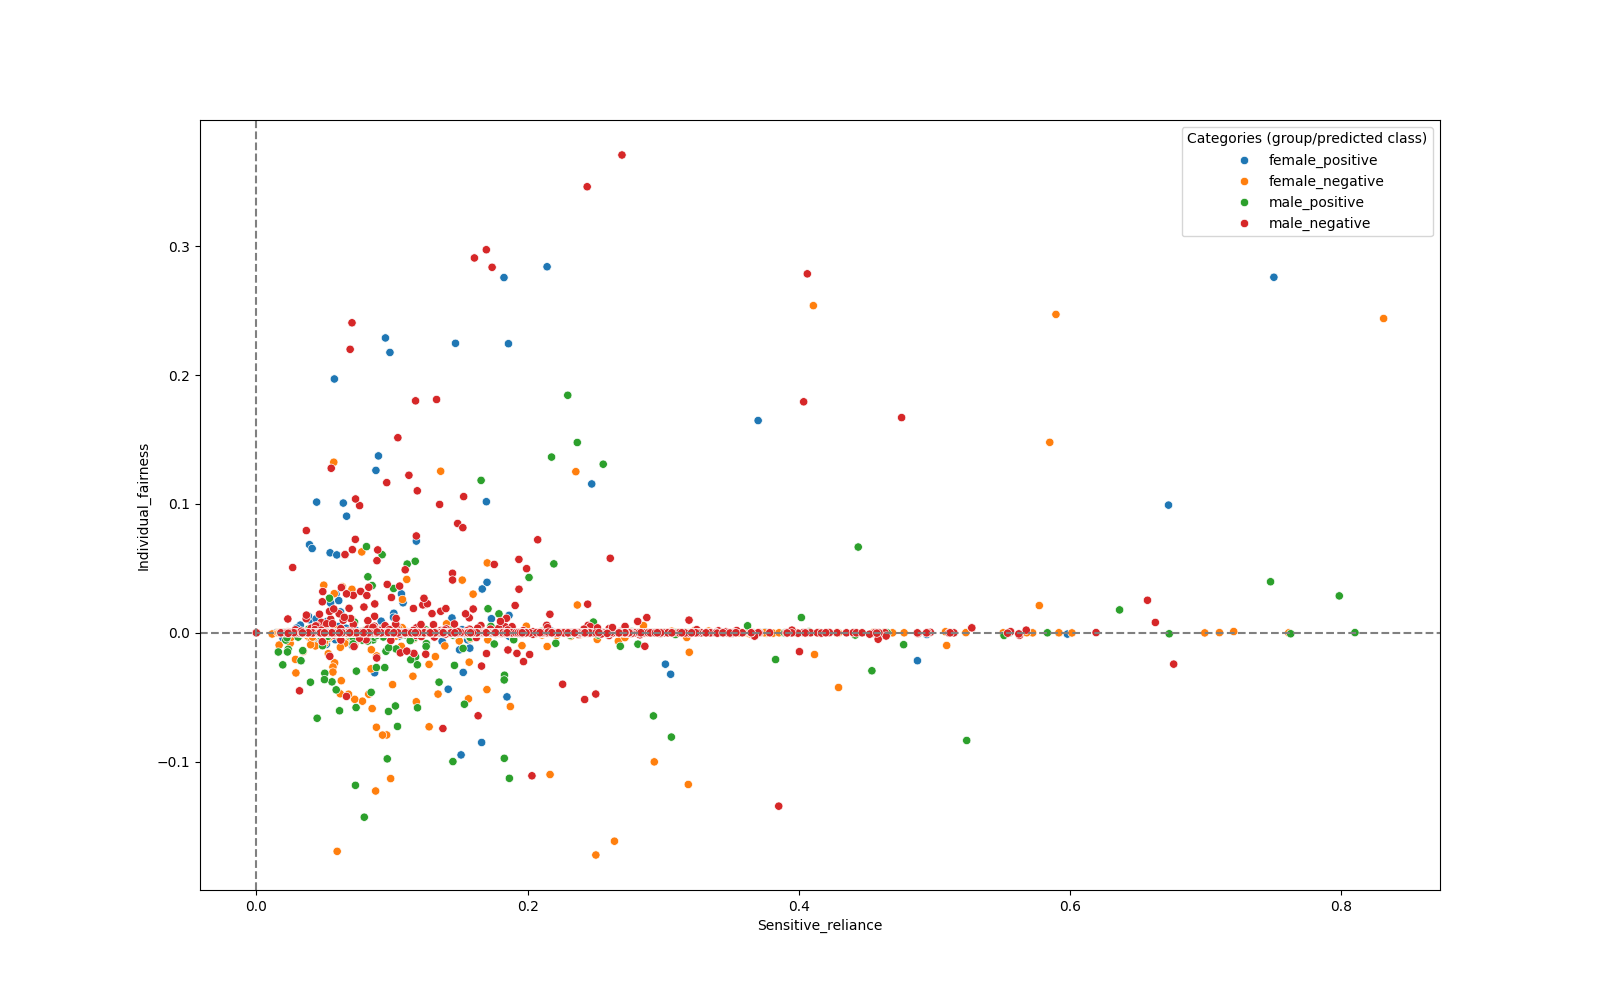 Categories (group/predicted class)
female_positive
female_negative
male_positive
male_negative
0.3
0.2
0.1
0.0
−0.1
Individual_fairness
0.0
0.2
0.4
0.6
0.8
Sensitive_reliance